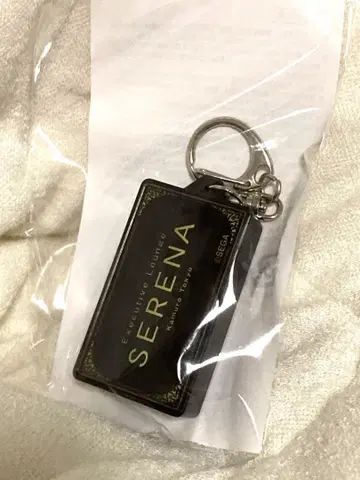 Executive Lounge
SERENA
Kamuro Tokyo
©SEGA